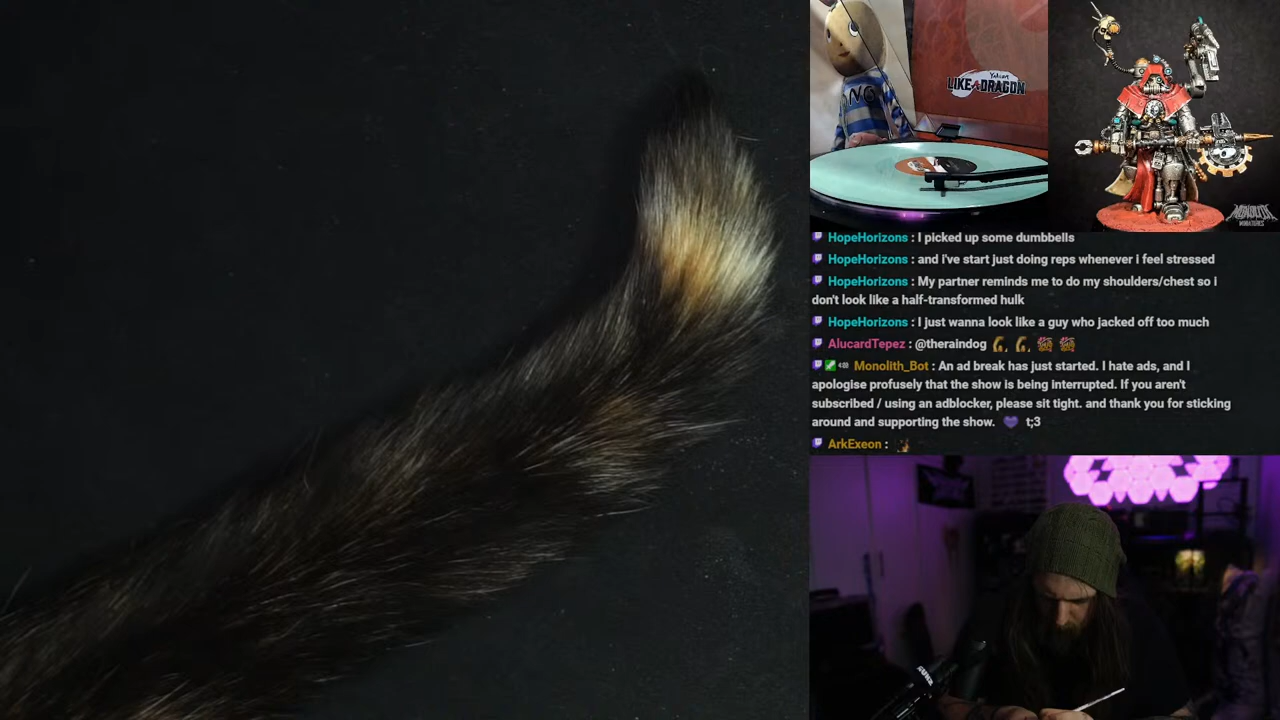 Yakuza
LIKE A DRAGON
MONOLITH
MINIATURES
HopeHorizons : I picked up some dumbbells
HopeHorizons : and i've start just doing reps whenever i feel stressed
HopeHorizons : My partner reminds me to do my shoulders/chest so i
don't look like a half-transformed hulk
HopeHorizons : I just wanna look like a guy who jacked off too much
AlucardTepez : @theraindog
Monolith_Bot : An ad break has just started. I hate ads, and I
apologise profusely that the show is being interrupted. If you aren't
subscribed / using an adblocker, please sit tight. and thank you for sticking
around and supporting the show. 💜 t;3
ArkExeon :